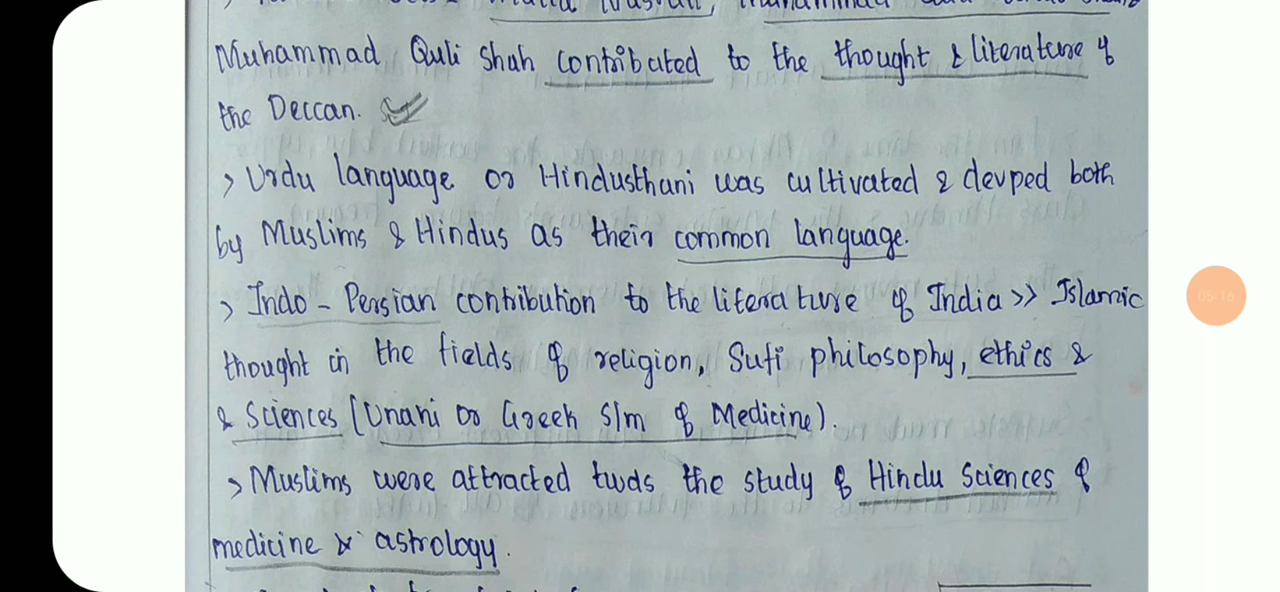 Muhammad Quli Shah contributed to the thought & literature of
the Deccan.
> Urdu language or Hindusthani was cultivated & devped both
by Muslims & Hindus as their common language.
> Indo - Persian contribution to the literature of India >> Islamic
thought in the fields of religion, Sufi philosophy, ethics &
& Sciences (Unani or Greek S/m of Medicine).
> Muslims were attracted twds the study of Hindu Sciences of
medicine & astrology.
05:16